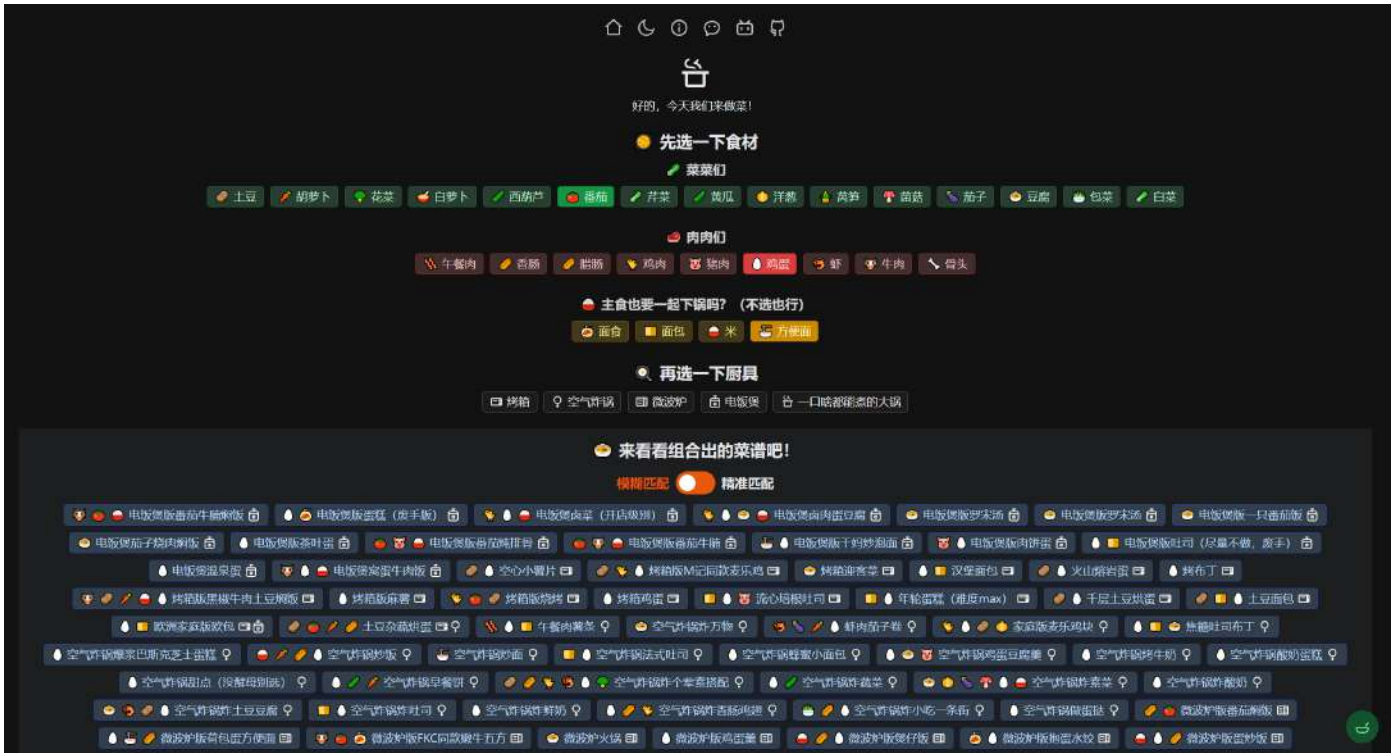 好的，今天我们来做菜！
先选一下食材
菜菜们
土豆 胡萝卜 花菜 白萝卜 西葫芦 番茄 芹菜 黄瓜 洋葱 莴笋 菌菇 茄子 豆腐 包菜 白菜
肉肉们
午餐肉 香肠 腊肠 鸡肉 猪肉 鸡蛋 虾 牛肉 骨头
主食也要一起下锅吗？（不选也行）
面食 面包 米 方便面
再选一下厨具
烤箱 空气炸锅 微波炉 电饭煲 一口啥都能煮的大锅
来看看组合出的菜谱吧！
模糊匹配 精准匹配
电饭煲版番茄牛腩焖饭 电饭煲版蛋糕（废手版） 电饭煲卤菜（开店级别） 电饭煲卤肉蛋豆腐 电饭煲版罗宋汤 电饭煲版罗宋汤 电饭煲版一只番茄饭
电饭煲茄子烧肉焖饭 电饭煲版茶叶蛋 电饭煲版番茄炖排骨 电饭煲版番茄牛腩 电饭煲版干妈炒泡面 电饭煲版肉饼蛋 电饭煲版吐司（尽量不做，废手）
电饭煲温泉蛋 电饭煲窝蛋牛肉饭 空心小薯片 烤箱版M记同款麦乐鸡 烤箱迎客菜 汉堡面包 火山熔岩蛋 烤布丁
烤箱版黑椒牛肉土豆焖饭 烤箱版麻薯 烤箱版烧烤 烤箱鸡蛋 流心培根吐司 年轮蛋糕（难度max） 千层土豆烘蛋 土豆面包
欧洲家庭版欧包 土豆杂蔬烘蛋 午餐肉薯条 空气炸锅炸万物 虾肉茄子卷 家庭版麦乐鸡块 焦糖吐司布丁
空气炸锅爆浆巴斯克芝士蛋糕 空气炸锅炒饭 空气炸锅炒面 空气炸锅法式吐司 空气炸锅蜂蜜小面包 空气炸锅鸡蛋豆腐羹 空气炸锅烤牛奶 空气炸锅酸奶蛋糕
空气炸锅甜点（没酵母别选） 空气炸锅早餐饼 空气炸锅炸个荤素搭配 空气炸锅炸蔬菜 空气炸锅炸素菜 空气炸锅炸酸奶
空气炸锅炸土豆豆腐 空气炸锅炸吐司 空气炸锅炸鲜奶 空气炸锅炸香肠鸡翅 空气炸锅炸小吃一条街 空气炸锅做蛋挞 微波炉版番茄焖饭
微波炉版荷包蛋方便面 微波炉版FKC同款嫩牛五方 微波炉火锅 微波炉版鸡蛋羹 微波炉版煲仔饭 微波炉版抱蛋水饺 微波炉版蛋炒饭